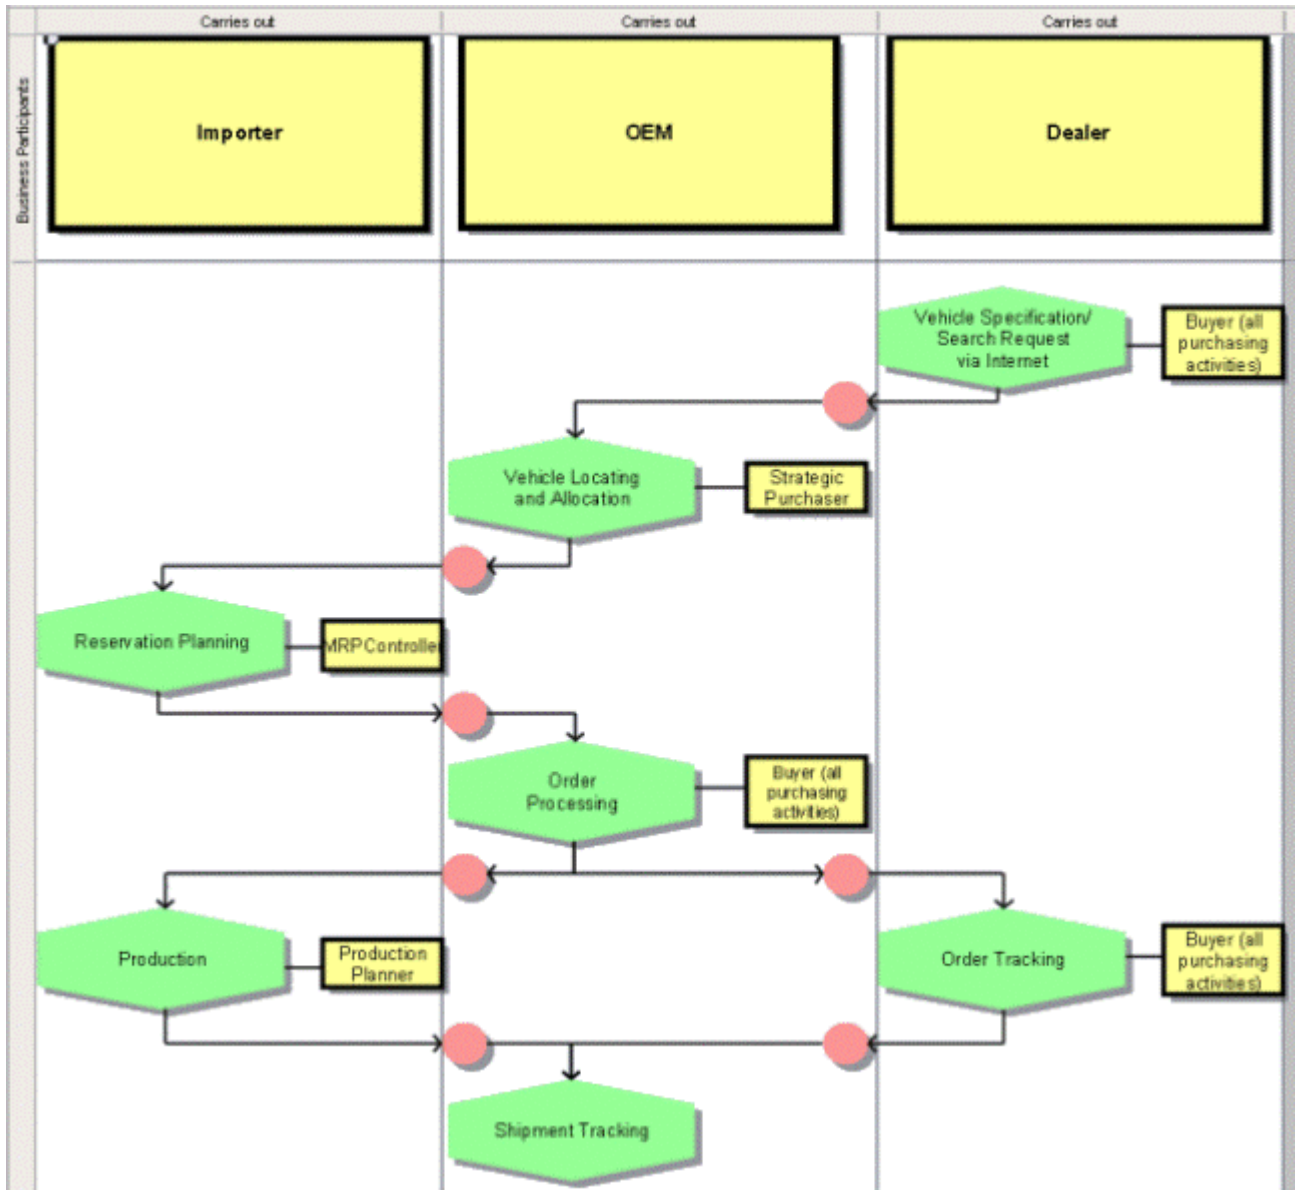 Carries out
Carries out
Carries out
Business Participants
Importer
OEM
Dealer
Vehicle Specification/
Search Request
via Internet
Buyer (all
purchasing
activities)
Vehicle Locating
and Allocation
Strategic
Purchaser
Reservation Planning
MRPController
Order
Processing
Buyer (all
purchasing
activities)
Production
Production
Planner
Order Tracking
Buyer (all
purchasing
activities)
Shipment Tracking